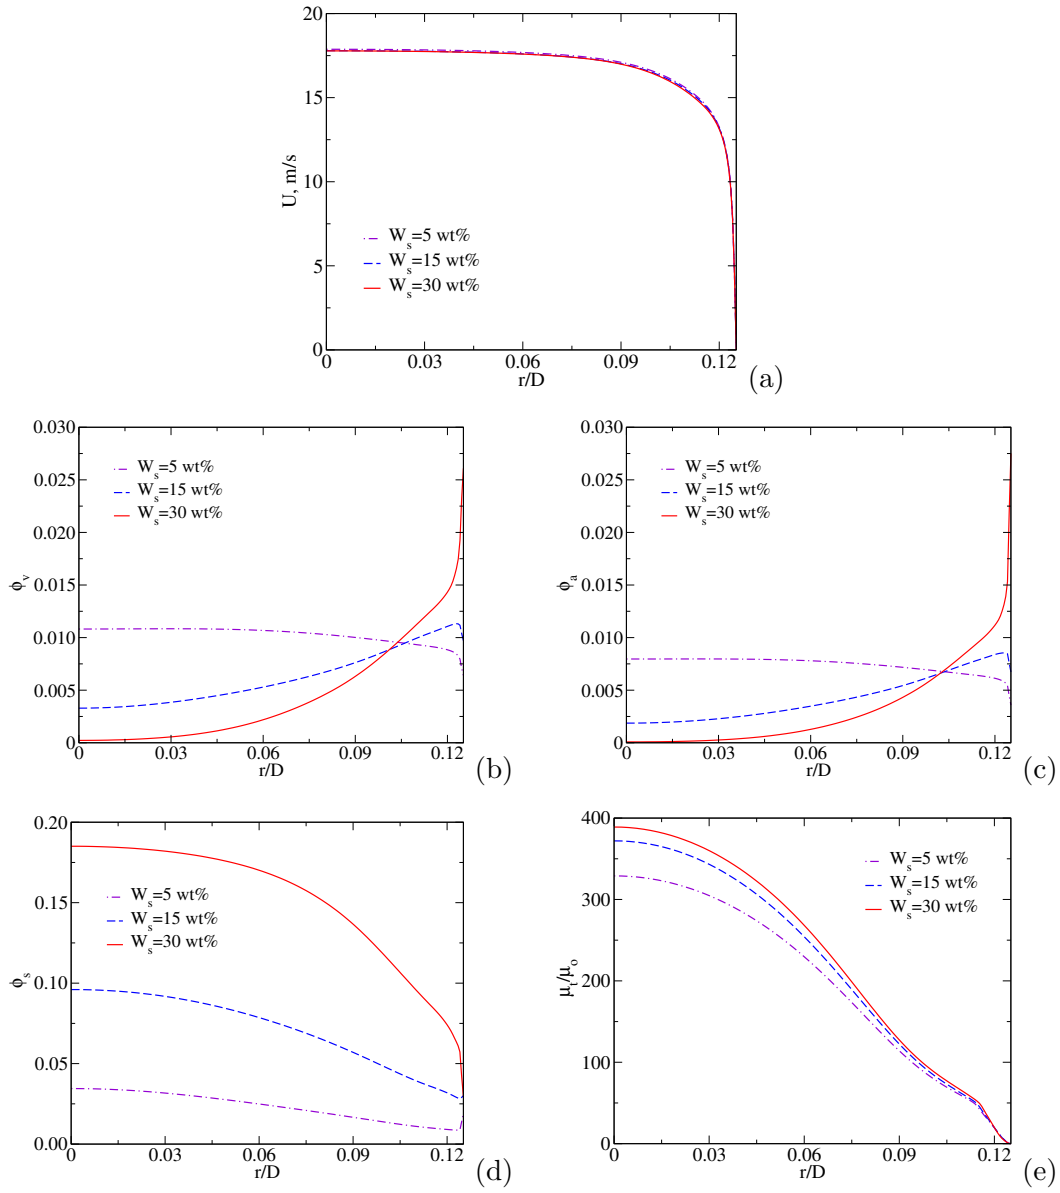 20
15
10
5
0
U, m/s
W_s=5 wt%
W_s=15 wt%
W_s=30 wt%
0 0.03 0.06 0.09 0.12
r/D
(a)
0.030
0.025
0.020
0.015
0.010
0.005
0
ϕ_v
W_s=5 wt%
W_s=15 wt%
W_s=30 wt%
0 0.03 0.06 0.09 0.12
r/D
(b)
0.030
0.025
0.020
0.015
0.010
0.005
0
ϕ_a
W_s=5 wt%
W_s=15 wt%
W_s=30 wt%
0 0.03 0.06 0.09 0.12
r/D
(c)
0.20
0.15
0.10
0.05
0.00
ϕ_s
W_s=5 wt%
W_s=15 wt%
W_s=30 wt%
0.00 0.03 0.06 0.09 0.12
r/D
(d)
400
300
200
100
0
μ_t/μ_o
W_s=5 wt%
W_s=15 wt%
W_s=30 wt%
0 0.03 0.06 0.09 0.12
r/D
(e)